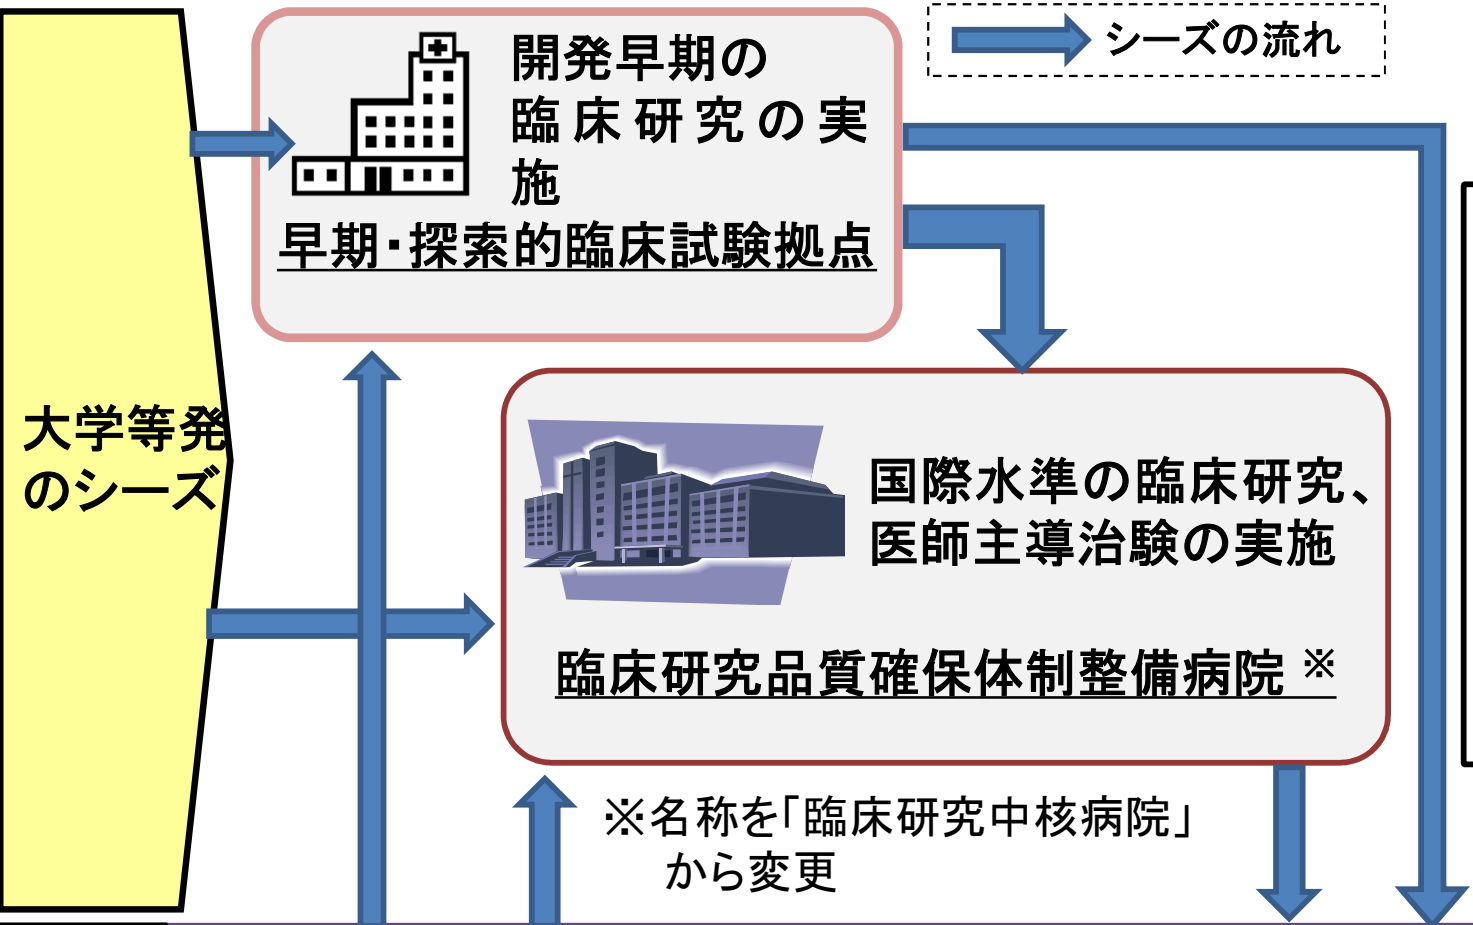 シーズの流れ
開発早期の
臨床研究の実
施
早期・探索的臨床試験拠点
大学等発
のシーズ
国際水準の臨床研究、
医師主導治験の実施
臨床研究品質確保体制整備病院 ※
※名称を「臨床研究中核病院」
から変更